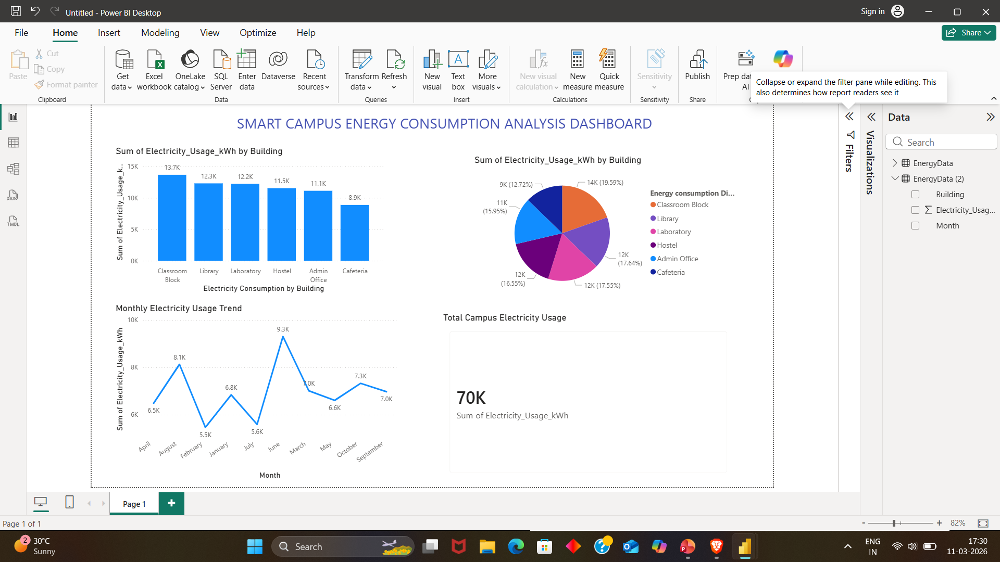 Untitled - Power BI Desktop
Sign in
File Home Insert Modeling View Optimize Help
Share
Paste
Cut
Copy
Format painter
Clipboard
Get data
Excel workbook
OneLake catalog
SQL Server
Enter data
Dataverse
Recent sources
Data
Transform data
Refresh
Queries
New visual
Text box
More visuals
Insert
New visual calculation
New measure
Quick measure
Calculations
Sensitivity
Sensitivity
Publish
Share
Prep dat
AI
Collapse or expand the filter pane while editing. This
also determines how report readers see it
SMART CAMPUS ENERGY CONSUMPTION ANALYSIS DASHBOARD
Sum of Electricity_Usage_kWh by Building
Sum of Electricity_Usage_k...
15K
10K
5K
0K
13.7K
12.3K
12.2K
11.5K
11.1K
8.9K
Classroom Block
Library
Laboratory
Hostel
Admin Office
Cafeteria
Electricity Consumption by Building
Sum of Electricity_Usage_kWh by Building
9K (12.72%)
14K (19.59%)
11K
(15.95%)
12K
(17.64%)
12K
(16.55%)
12K (17.55%)
Energy consumption Di...
Classroom Block
Library
Laboratory
Hostel
Admin Office
Cafeteria
Monthly Electricity Usage Trend
Sum of Electricity_Usage_kWh
10K
8K
6K
6.5K
8.1K
5.5K
6.8K
5.6K
9.3K
7.0K
6.6K
7.3K
7.0K
April
August
February
January
July
June
March
May
October
September
Month
Total Campus Electricity Usage
70K
Sum of Electricity_Usage_kWh
Filters
Visualizations
Data
Search
EnergyData
EnergyData (2)
Building
Electricity_Usag...
Month
DAX
TMDL
Page 1
Page 1 of 1
- + 82%
2
30°C
Sunny
Search
ENG
IN
17:30
11-03-2026